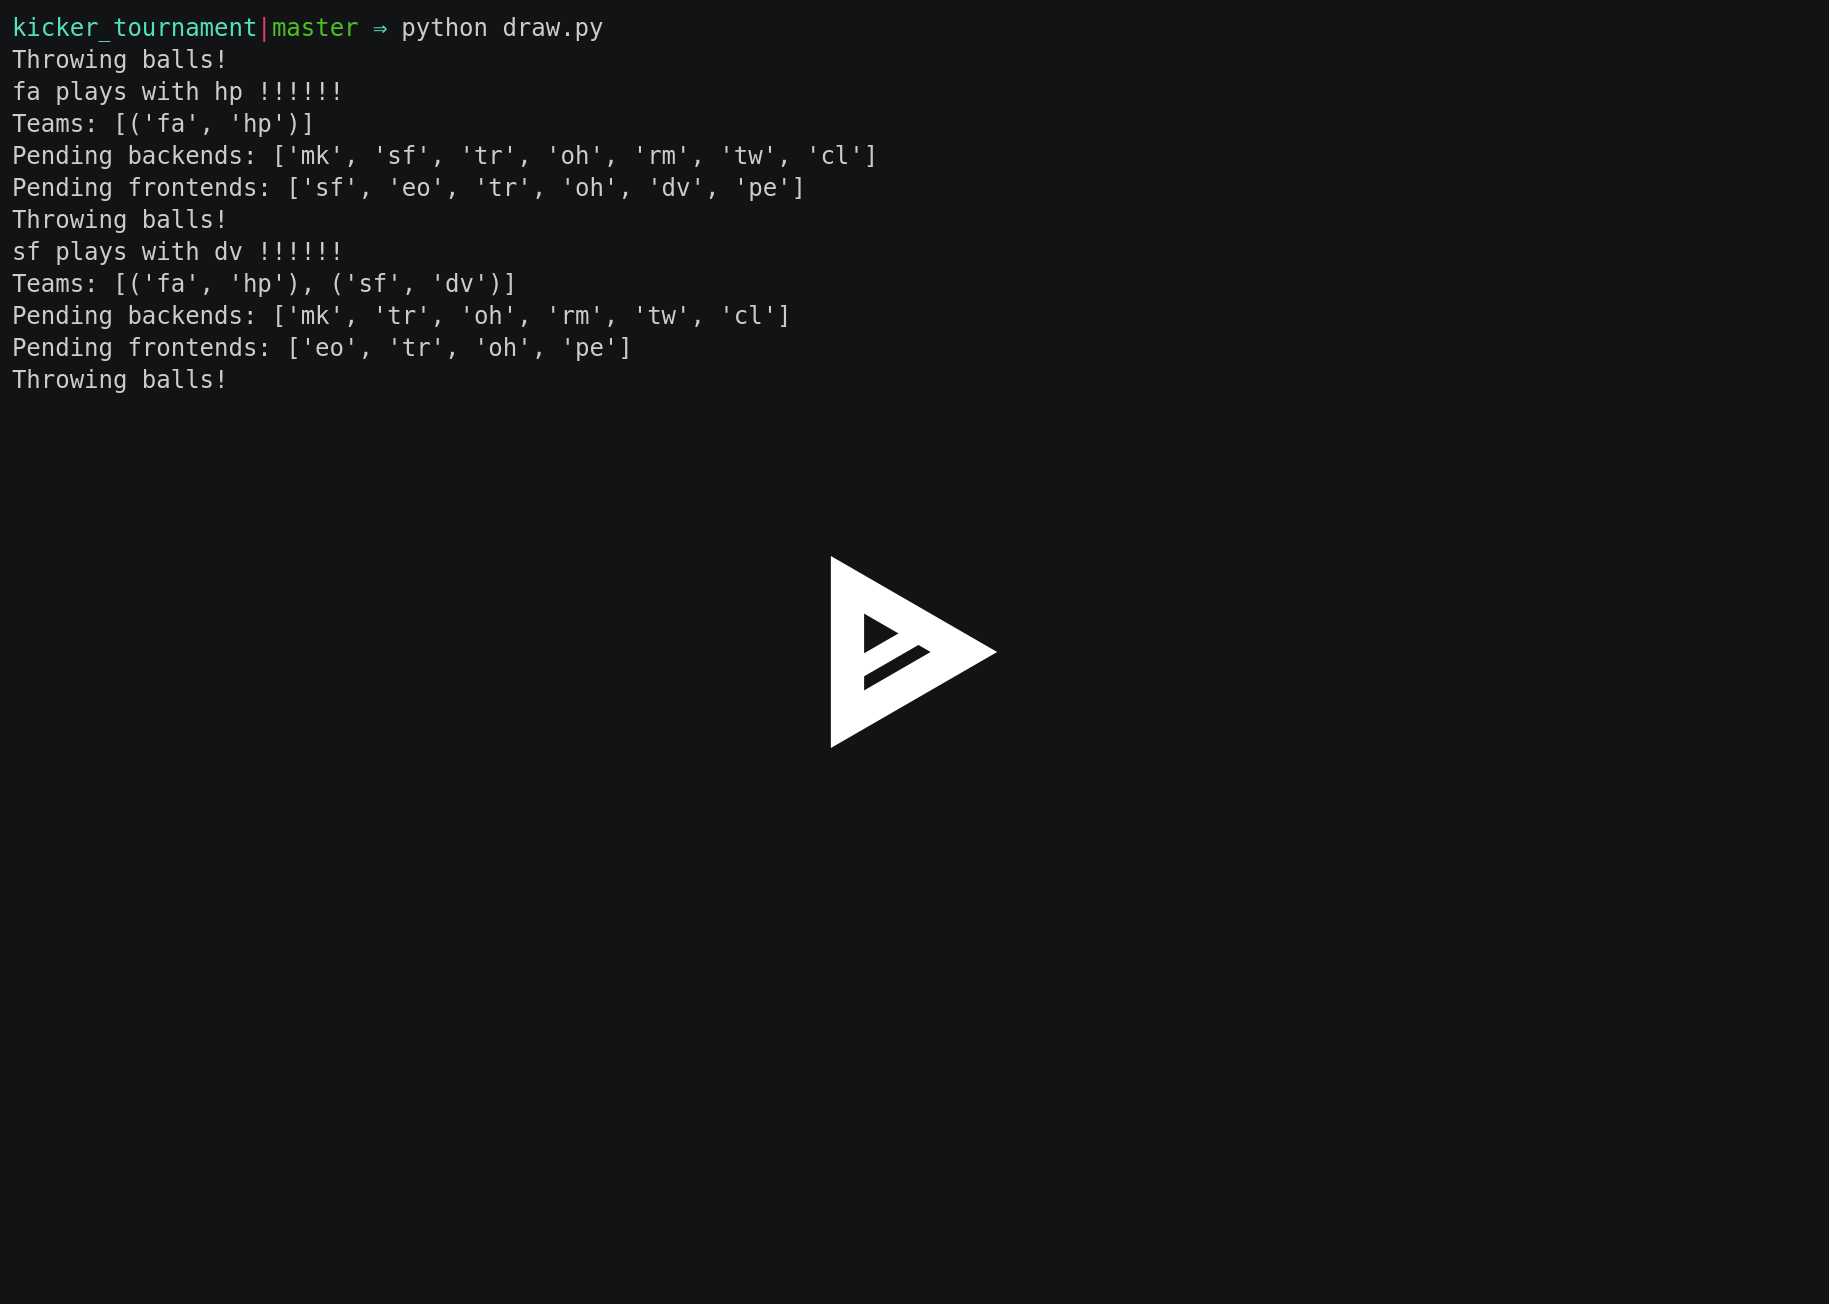 kicker_tournament|master ⇒ python draw.py
Throwing balls!
fa plays with hp !!!!!!
Teams: [('fa', 'hp')]
Pending backends: ['mk', 'sf', 'tr', 'oh', 'rm', 'tw', 'cl']
Pending frontends: ['sf', 'eo', 'tr', 'oh', 'dv', 'pe']
Throwing balls!
sf plays with dv !!!!!!
Teams: [('fa', 'hp'), ('sf', 'dv')]
Pending backends: ['mk', 'tr', 'oh', 'rm', 'tw', 'cl']
Pending frontends: ['eo', 'tr', 'oh', 'pe']
Throwing balls!